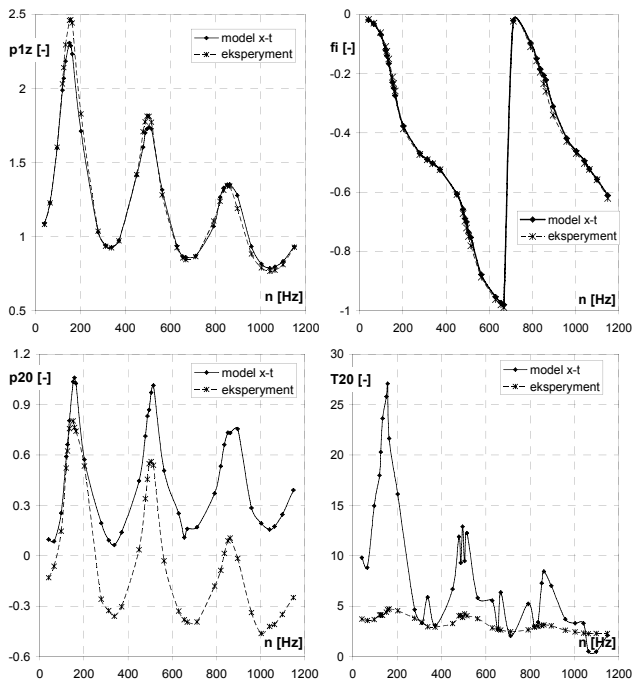 2.5
p1z [-]
2
1.5
1
0.5
0 200 400 600 800 1000 1200
n [Hz]
model x-t
eksperyment
0
fi [-]
-0.2
-0.4
-0.6
-0.8
-1
0 200 400 600 800 1000 1200
n [Hz]
model x-t
eksperyment
1.2
p20 [-]
0.9
0.6
0.3
0
-0.3
-0.6
0 200 400 600 800 1000 1200
n [Hz]
model x-t
eksperyment
30
T20 [-]
25
20
15
10
5
0
0 200 400 600 800 1000 1200
n [Hz]
model x-t
eksperyment